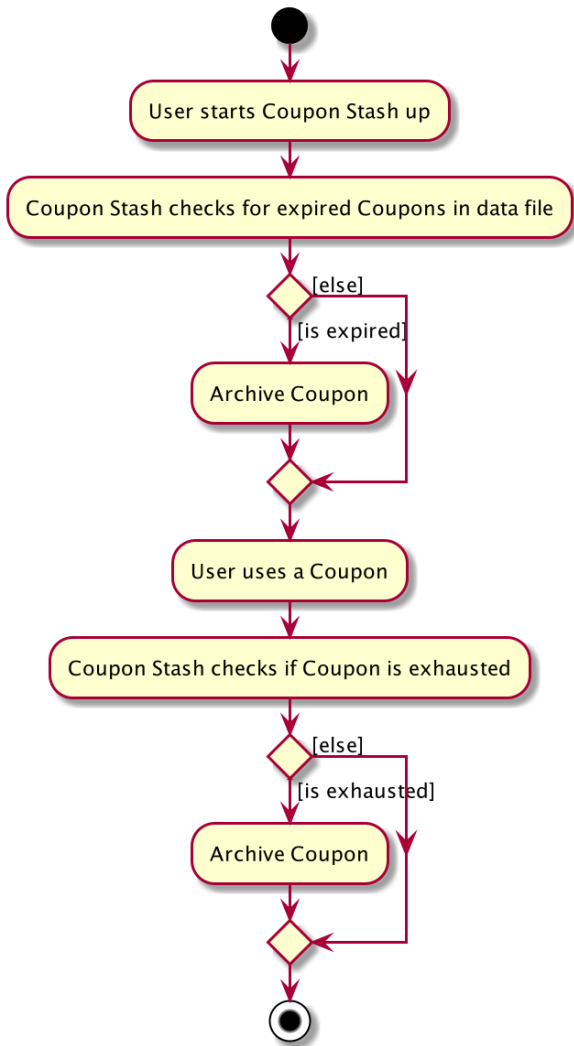 User starts Coupon Stash up
Coupon Stash checks for expired Coupons in data file
[else]
[is expired]
Archive Coupon
User uses a Coupon
Coupon Stash checks if Coupon is exhausted
[else]
[is exhausted]
Archive Coupon